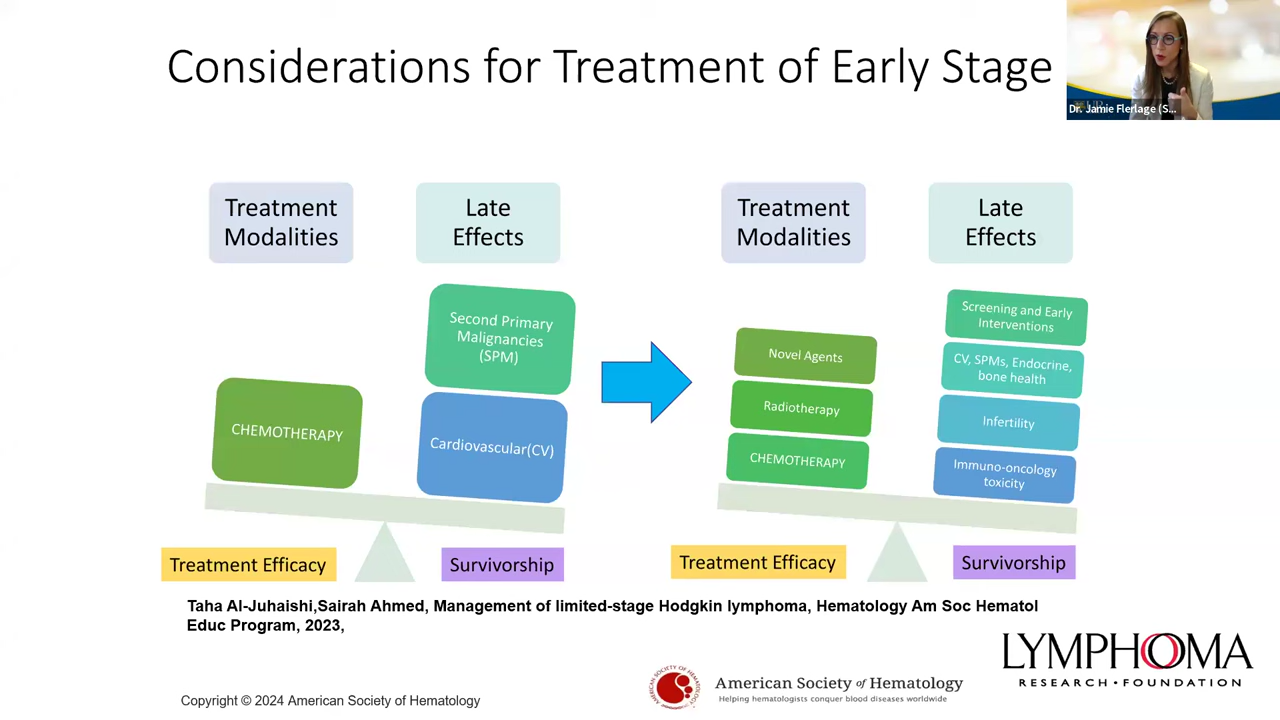 Considerations for Treatment of Early Stage
Dr. Jamie Flerlage (S...
Treatment
Modalities
Late
Effects
Second Primary
Malignancies
(SPM)
CHEMOTHERAPY
Cardiovascular(CV)
Treatment Efficacy
Survivorship
Treatment
Modalities
Late
Effects
Novel Agents
Radiotherapy
CHEMOTHERAPY
Screening and Early
Interventions
CV, SPMs, Endocrine,
bone health
Infertility
Immuno-oncology
toxicity
Treatment Efficacy
Survivorship
Taha Al-Juhaishi,Sairah Ahmed, Management of limited-stage Hodgkin lymphoma, Hematology Am Soc Hematol
Educ Program, 2023,
Copyright © 2024 American Society of Hematology
AMERICAN SOCIETY OF HEMATOLOGY
American Society of Hematology
Helping hematologists conquer blood diseases worldwide
LYMPHOMA
RESEARCH • FOUNDATION